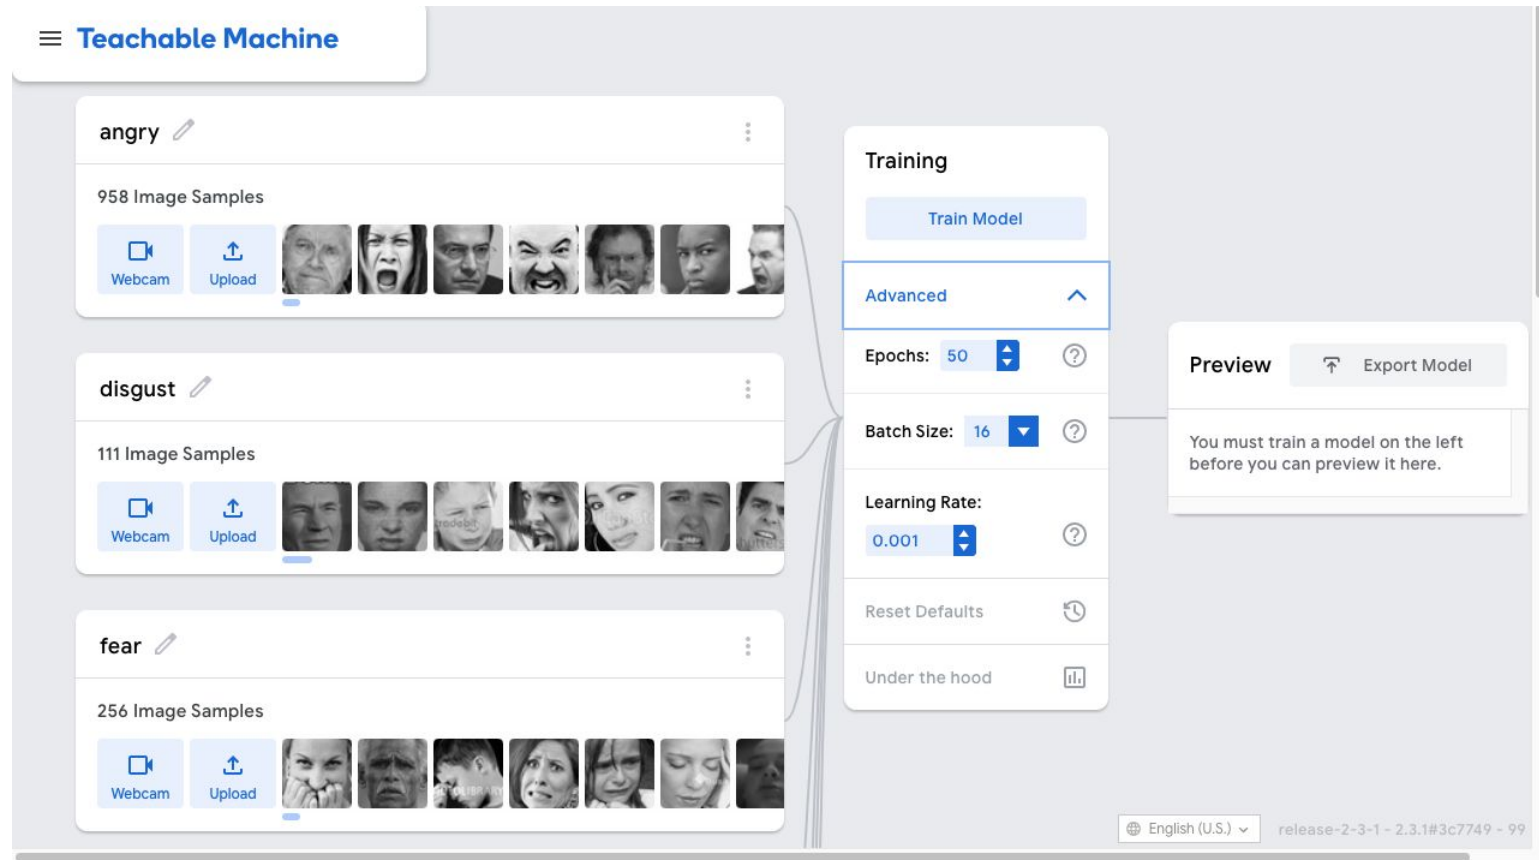 Teachable Machine
angry
958 Image Samples
Webcam
Upload
disgust
111 Image Samples
Webcam
Upload
tradebit
fear
256 Image Samples
Webcam
Upload
Training
Train Model
Advanced
Epochs: 50
Batch Size: 16
Learning Rate:
0.001
Reset Defaults
Under the hood
Preview
Export Model
You must train a model on the left
before you can preview it here.
English (U.S.)
release-2-3-1 - 2.3.1#3c7749 - 99